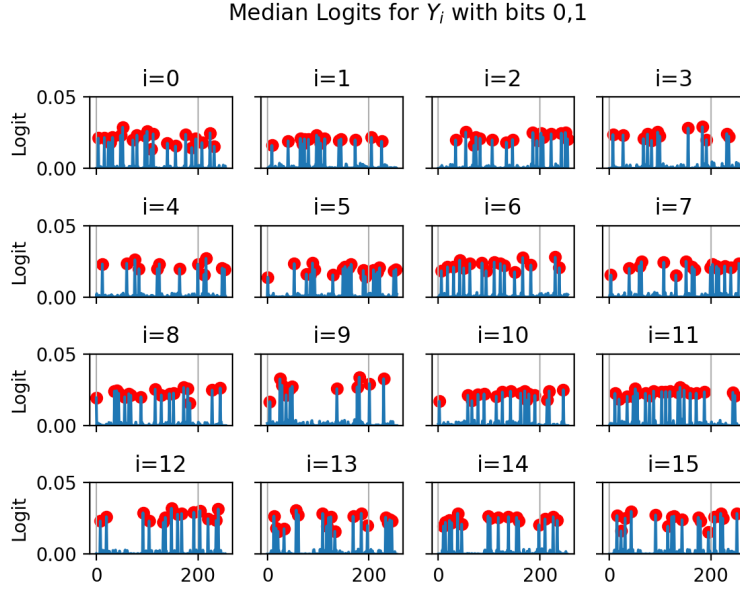 Median Logits for Y_i with bits 0,1
i=0 i=1 i=2 i=3
0.05
Logit
0.00
i=4 i=5 i=6 i=7
0.05
Logit
0.00
i=8 i=9 i=10 i=11
0.05
Logit
0.00
i=12 i=13 i=14 i=15
0.05
Logit
0.00
0 200 0 200 0 200 0 200